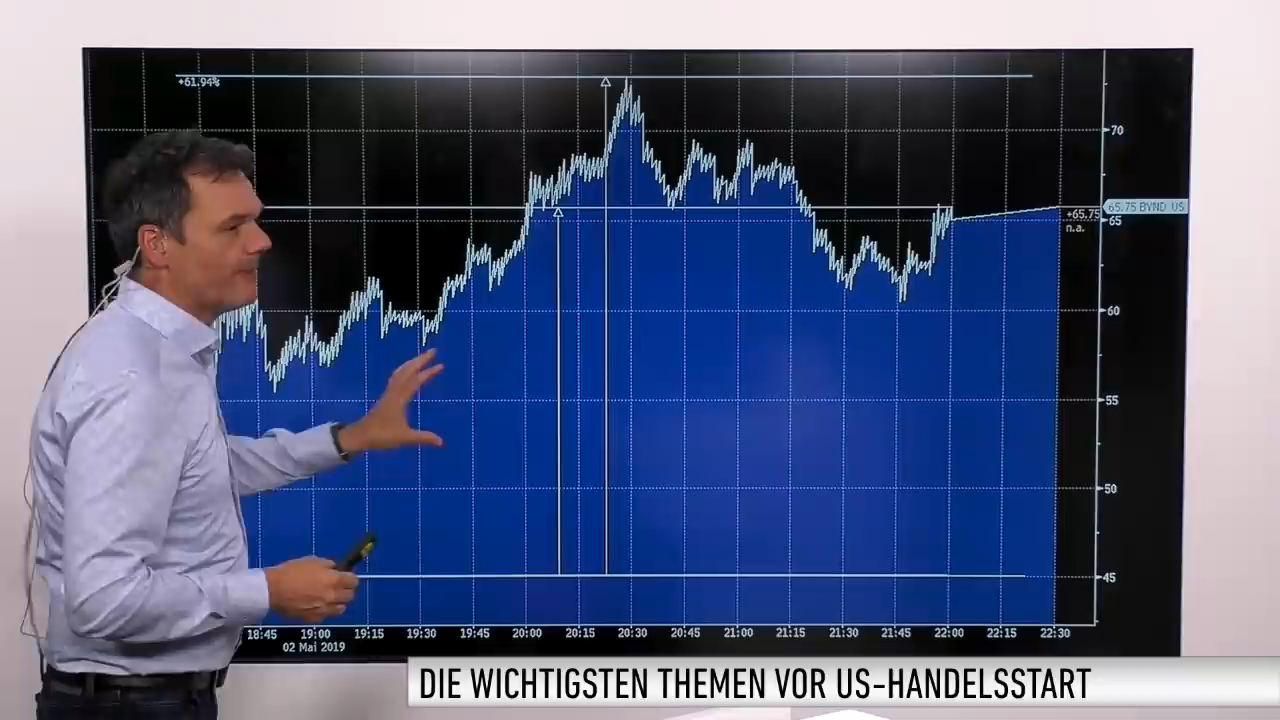 +61.94%
70
65.75 BYND US
+65.75
65
n.a.
60
55
50
45
18:45 19:00 19:15 19:30 19:45 20:00 20:15 20:30 20:45 21:00 21:15 21:30 21:45 22:00 22:15 22:30
02 Mai 2019
DIE WICHTIGSTEN THEMEN VOR US-HANDELSSTART